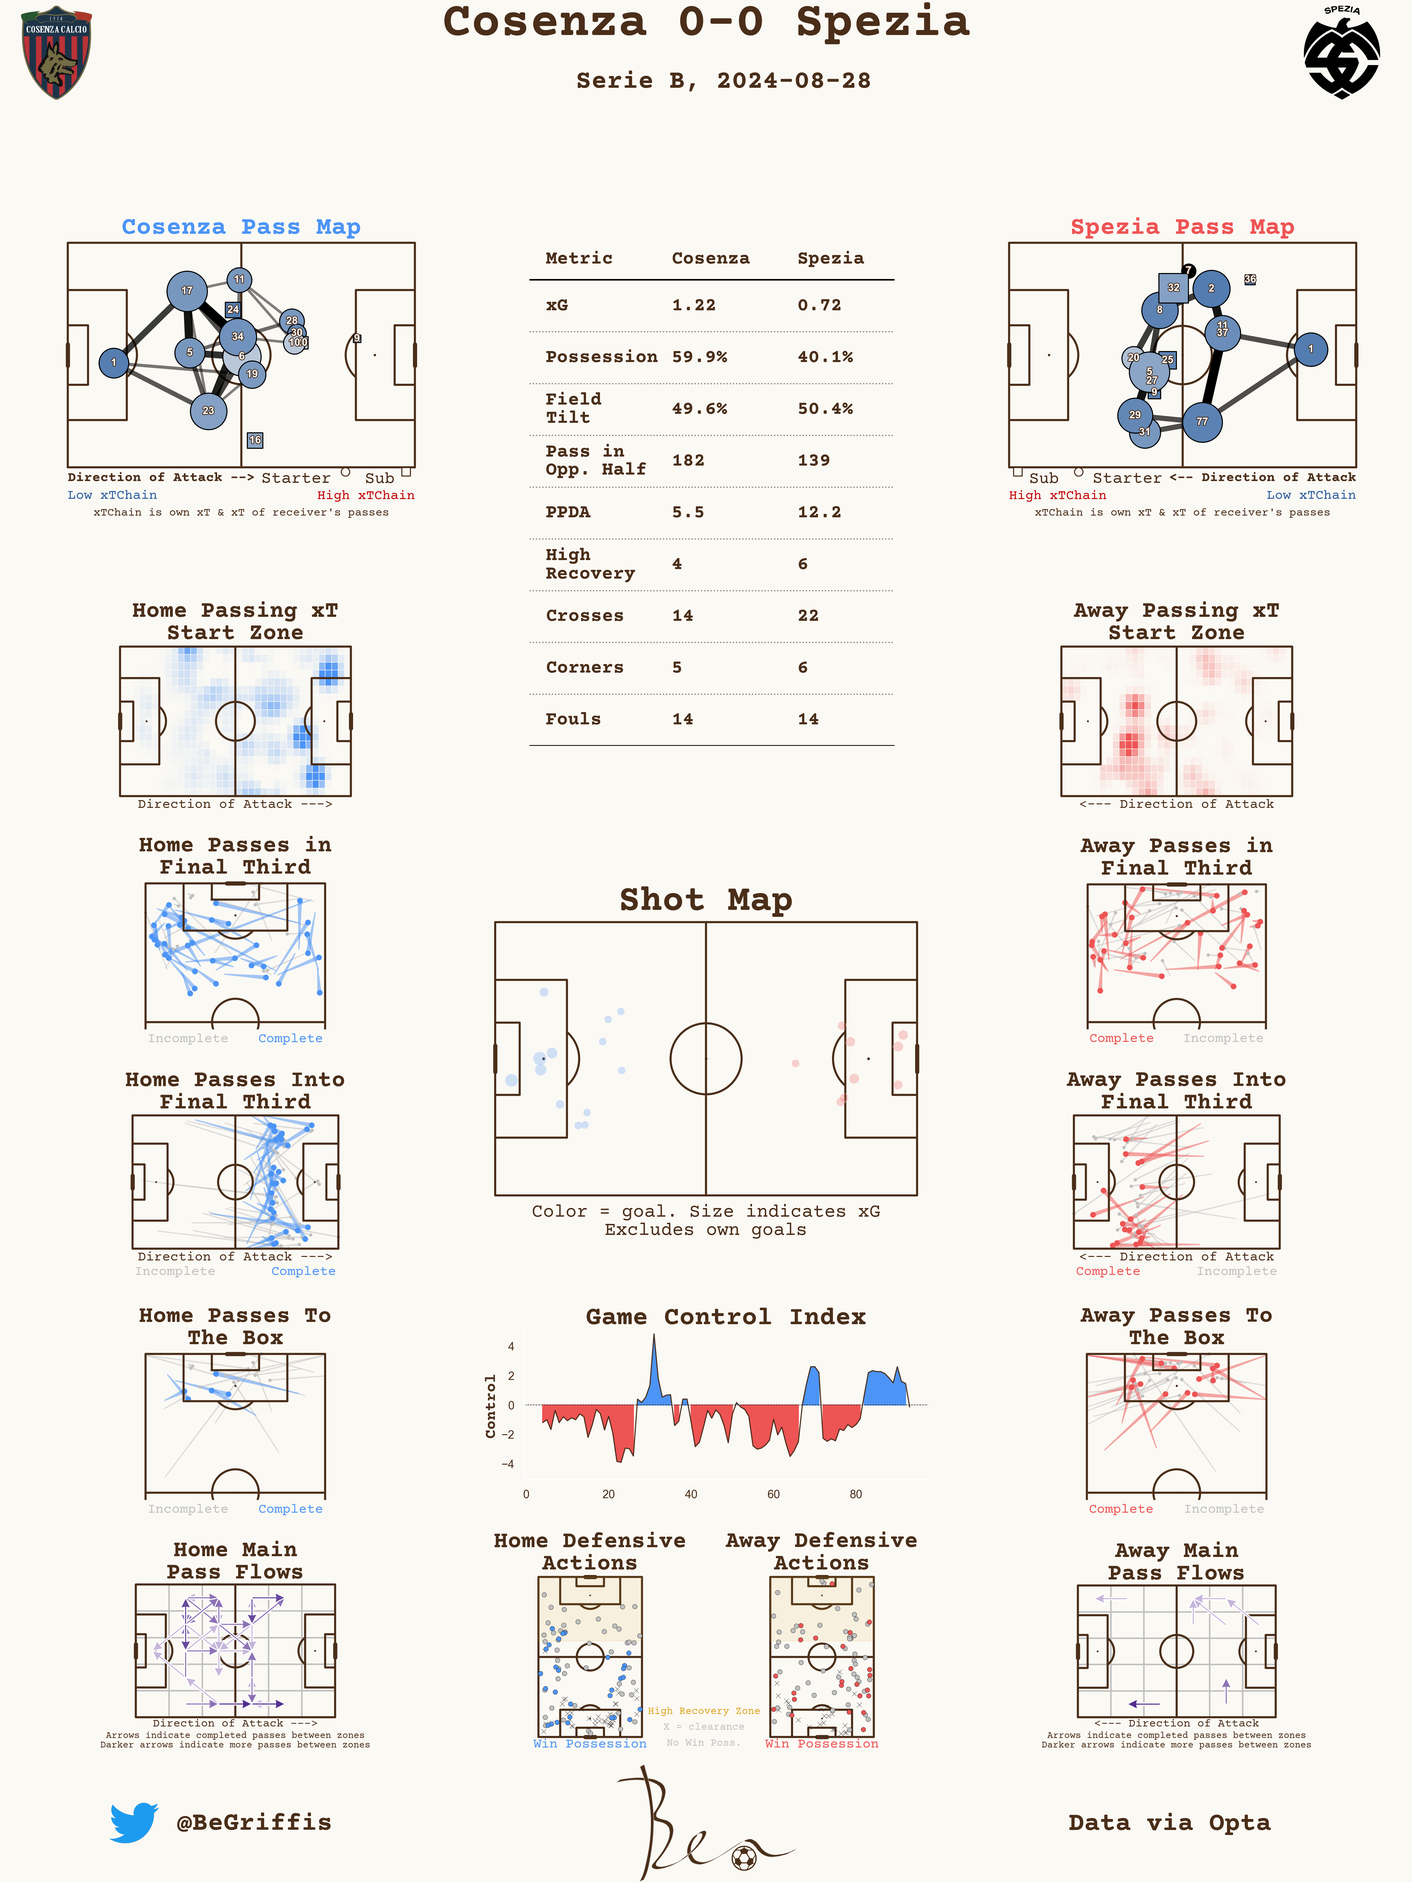 Cosenza 0-0 Spezia
Serie B, 2024-08-28
1914
COSENZA CALCIO
SPEZIA
Cosenza Pass Map
17
11
24
28
34
30
10
5
6
1
19
23
16
9
Direction of Attack --> Starter Sub
Low xTChain High xTChain
xTChain is own xT & xT of receiver's passes
Metric Cosenza Spezia
xG 1.22 0.72
Possession 59.9% 40.1%
Field
Tilt 49.6% 50.4%
Pass in
Opp. Half 182 139
PPDA 5.5 12.2
High
Recovery 4 6
Crosses 14 22
Corners 5 6
Fouls 14 14
Spezia Pass Map
7
36
32
2
8
11
37
1
20
25
5
27
9
29
77
31
Sub Starter <-- Direction of Attack
High xTChain Low xTChain
xTChain is own xT & xT of receiver's passes
Home Passing xT
Start Zone
Direction of Attack --->
Away Passing xT
Start Zone
<--- Direction of Attack
Home Passes in
Final Third
Incomplete Complete
Away Passes in
Final Third
Complete Incomplete
Shot Map
Color = goal. Size indicates xG
Excludes own goals
Home Passes Into
Final Third
Direction of Attack --->
Incomplete Complete
Away Passes Into
Final Third
<--- Direction of Attack
Complete Incomplete
Home Passes To
The Box
Incomplete Complete
Game Control Index
Control
4
2
0
−2
−4
0 20 40 60 80
Away Passes To
The Box
Complete Incomplete
Home Main
Pass Flows
Direction of Attack --->
Arrows indicate completed passes between zones
Darker arrows indicate more passes between zones
Home Defensive
Actions
Win Possession
Away Defensive
Actions
Win Possession
High Recovery Zone
X = clearance
No Win Poss.
Away Main
Pass Flows
<--- Direction of Attack
Arrows indicate completed passes between zones
Darker arrows indicate more passes between zones
@BeGriffis
Ben
Data via Opta